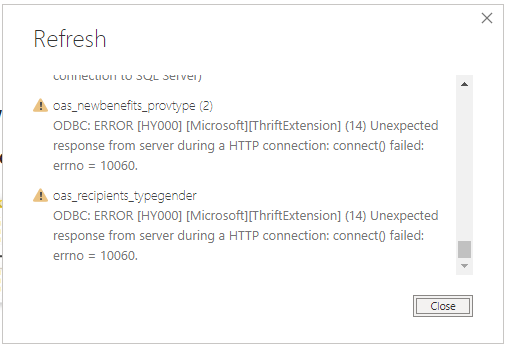 Refresh
connection to SQL Server)
oas_newbenefits_provtype (2)
ODBC: ERROR [HY000] [Microsoft][ThriftExtension] (14) Unexpected
response from server during a HTTP connection: connect() failed:
errno = 10060.
oas_recipients_typegender
ODBC: ERROR [HY000] [Microsoft][ThriftExtension] (14) Unexpected
response from server during a HTTP connection: connect() failed:
errno = 10060.
Close